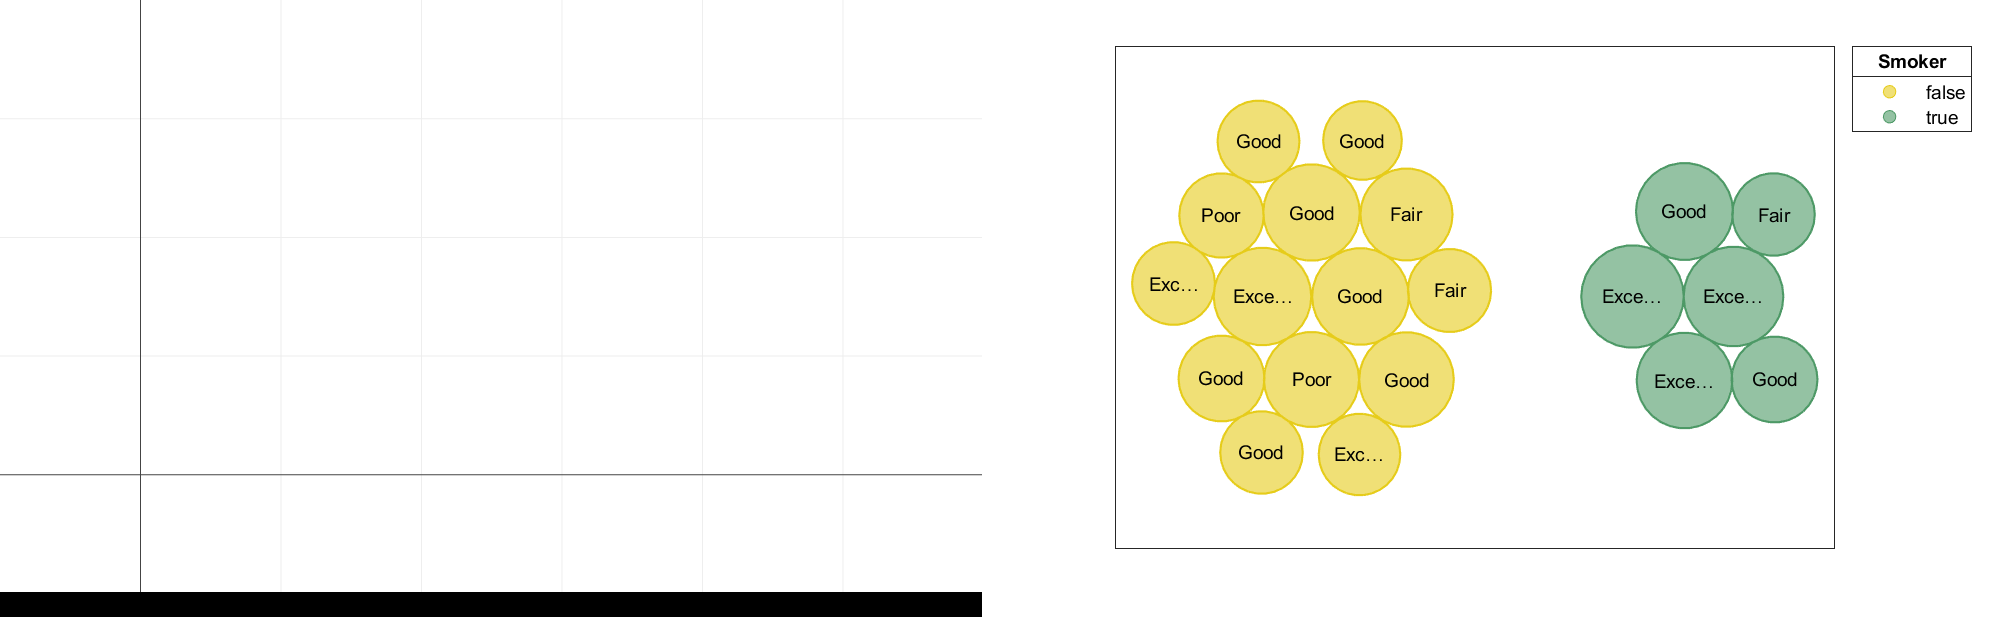 Smoker
false
true
Good Good
Poor Good Fair
Exc… Exce… Good Fair
Good Poor Good
Good Exc…
Good Fair
Exce… Exce…
Exce… Good